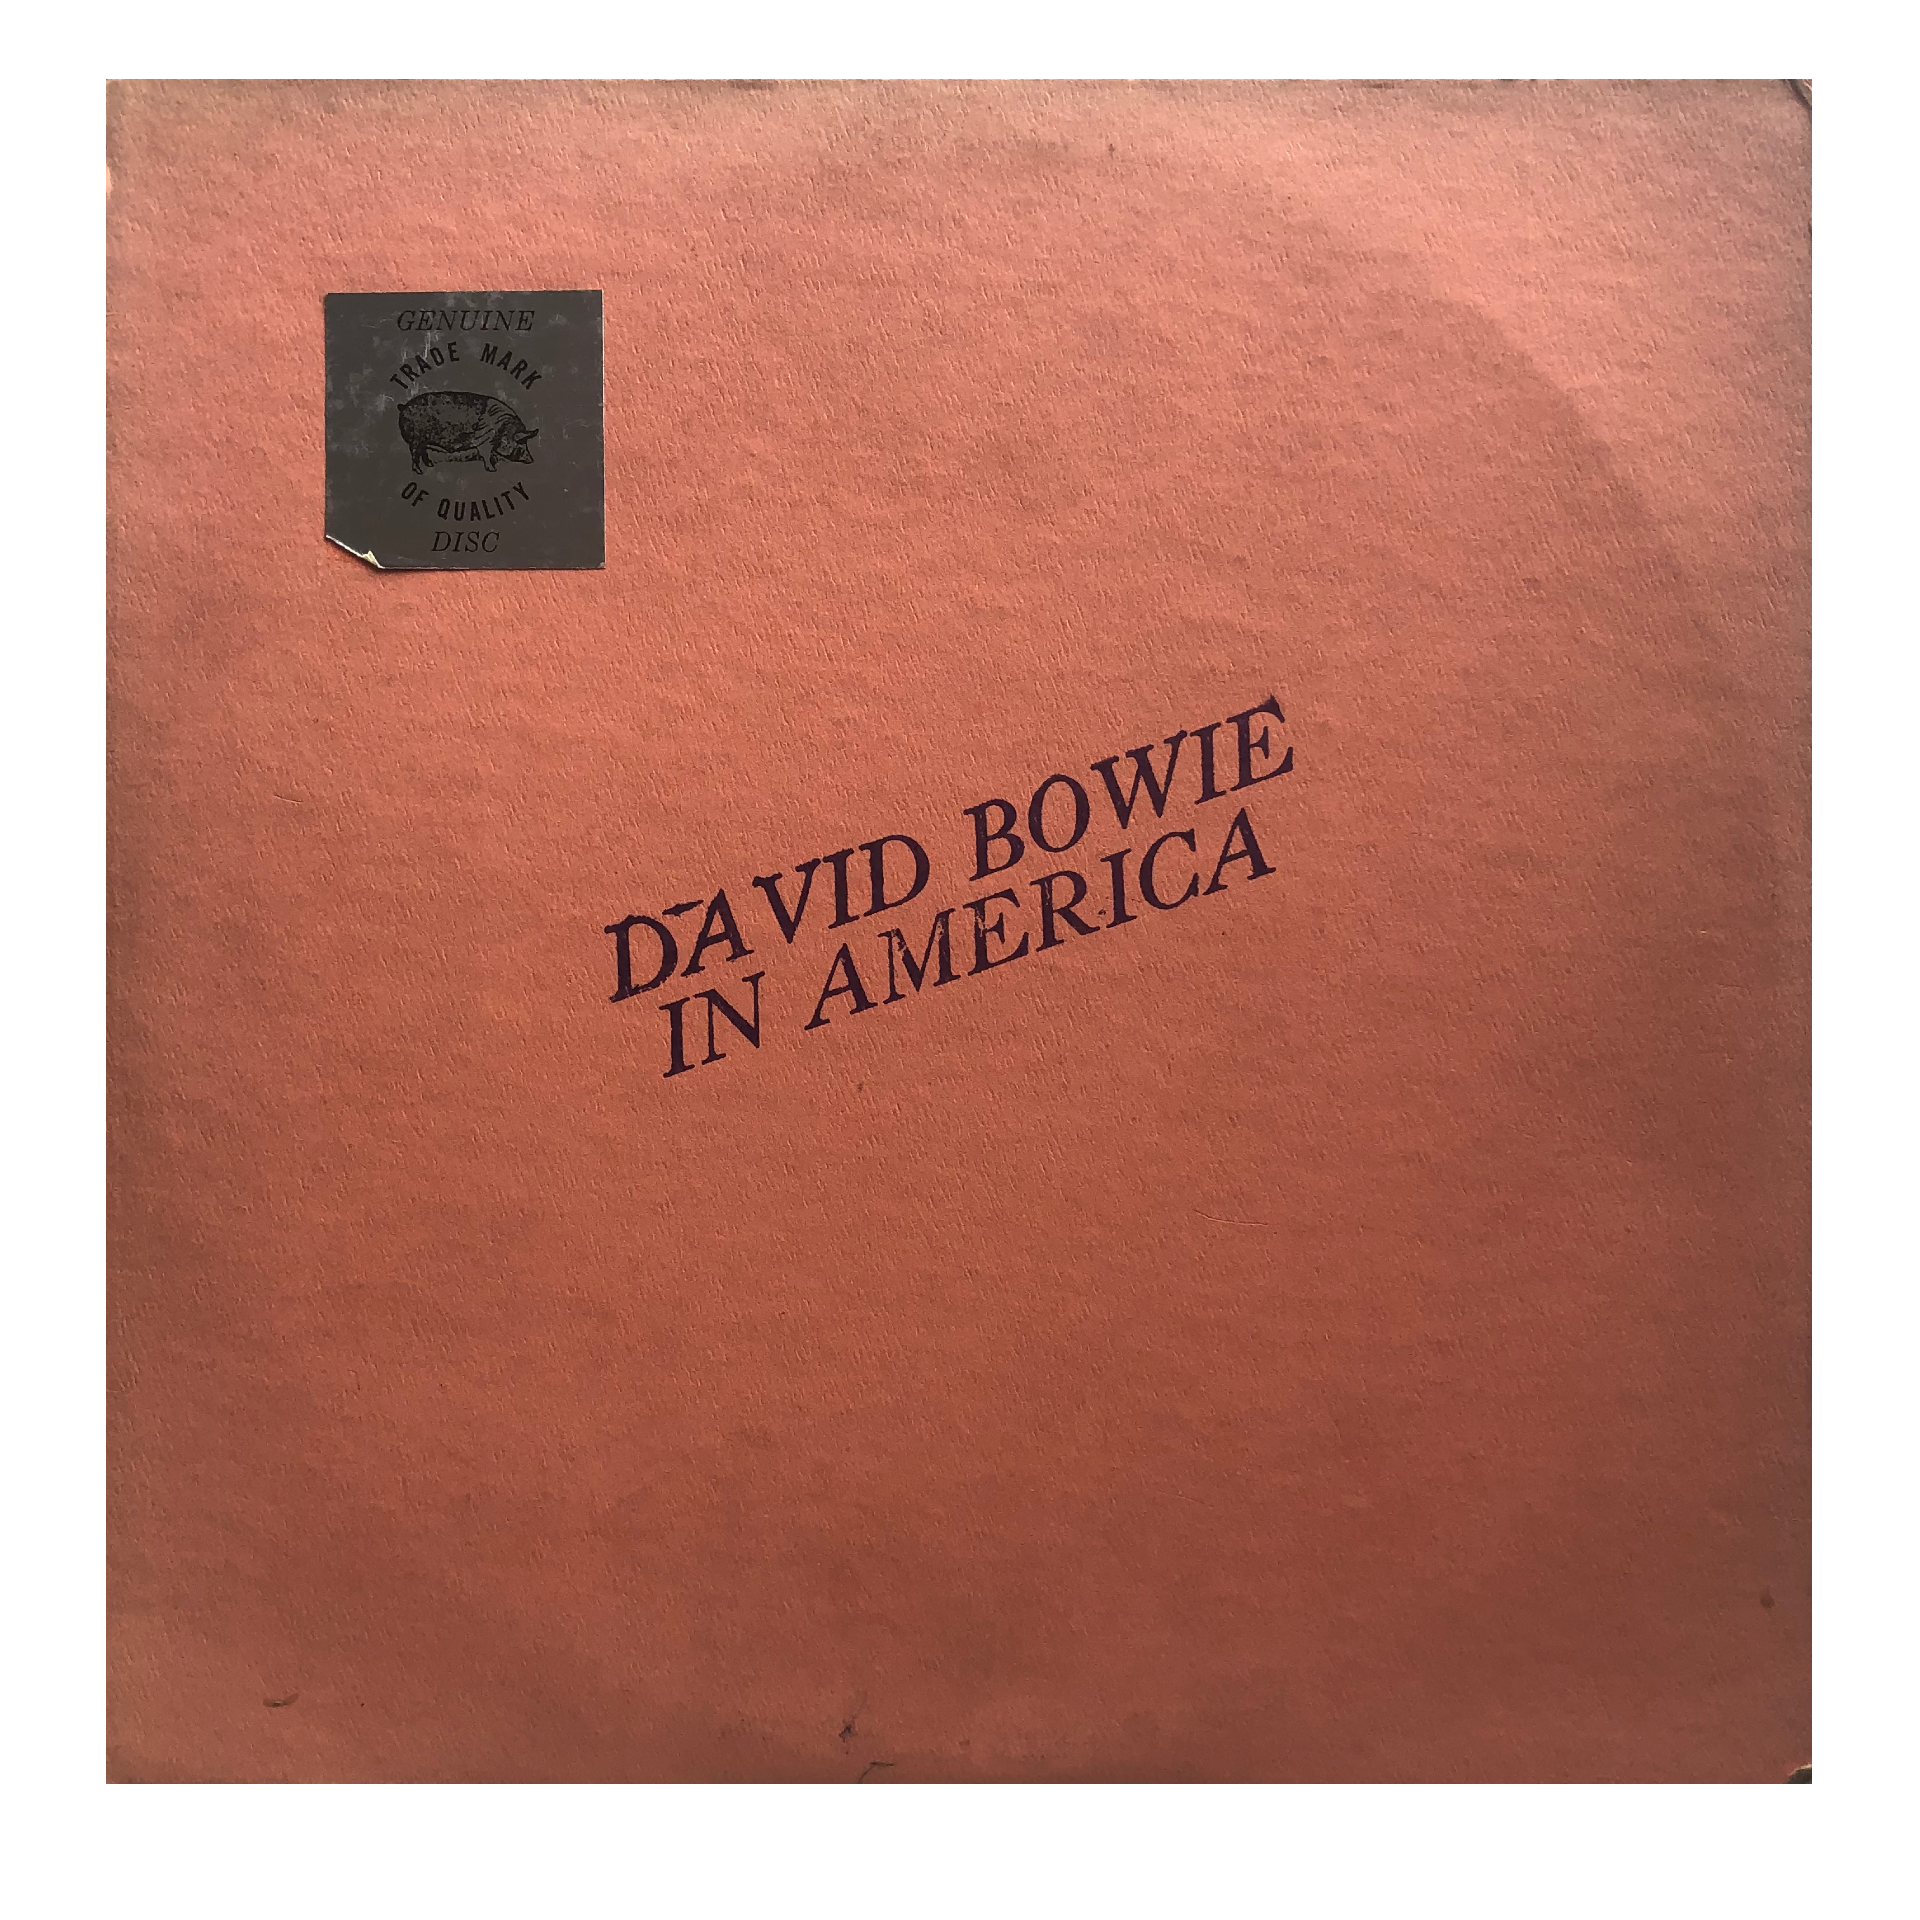 GENUINE
TRADE MARK
OF QUALITY
DISC
DAVID BOWIE
IN AMERICA